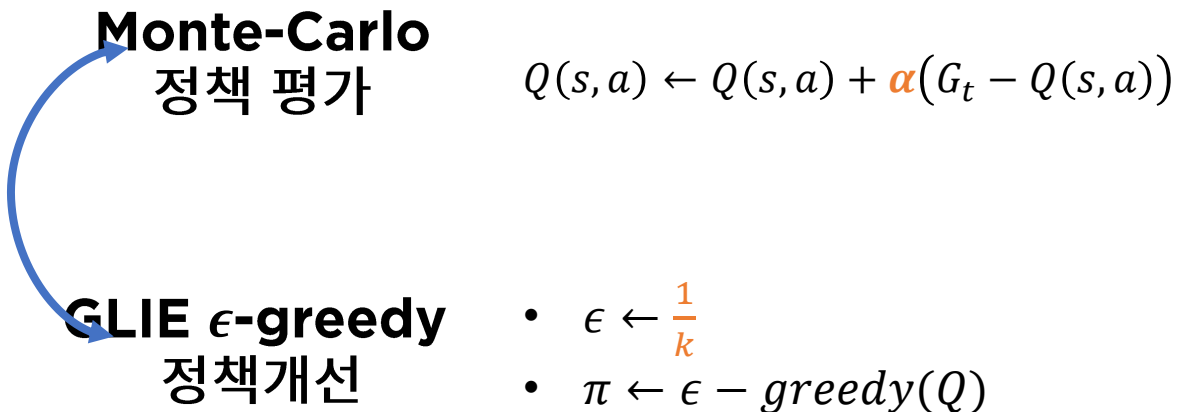 Monte-Carlo
정책 평가
Q(s, a) ← Q(s, a) + α(G_t − Q(s, a))
GLIE ϵ-greedy
정책개선
• ϵ ← 1/k
• π ← ϵ − greedy(Q)